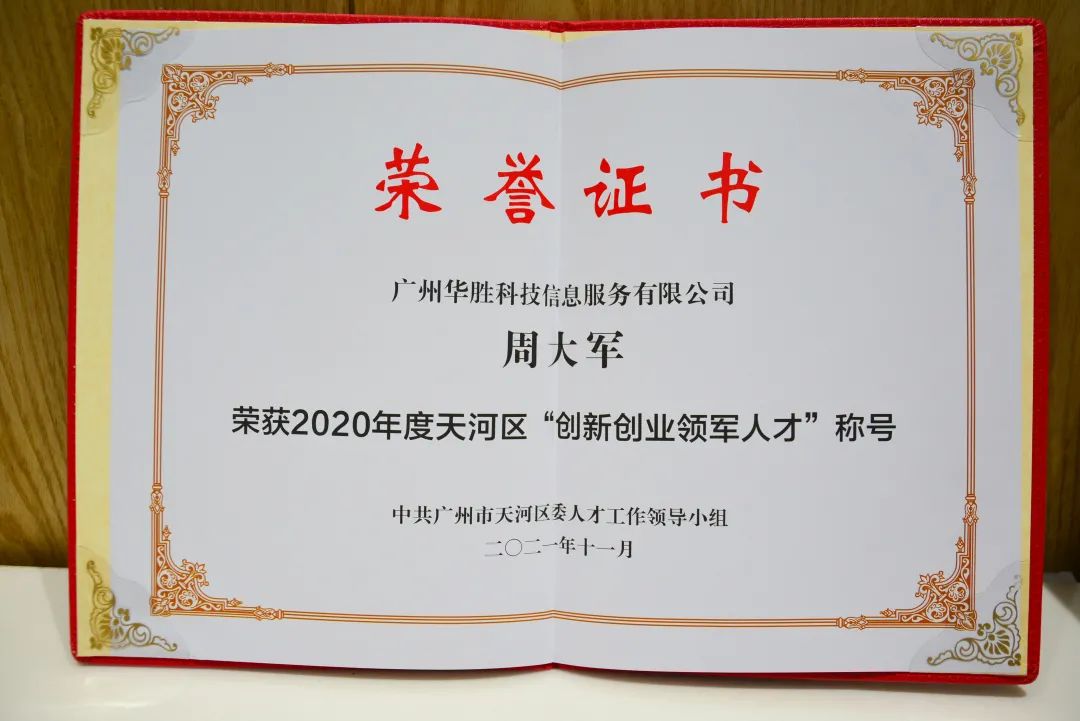 荣誉证书
广州华胜科技信息服务有限公司
周大军
荣获2020年度天河区“创新创业领军人才”称号
中共广州市天河区委人才工作领导小组
二〇二一年十一月